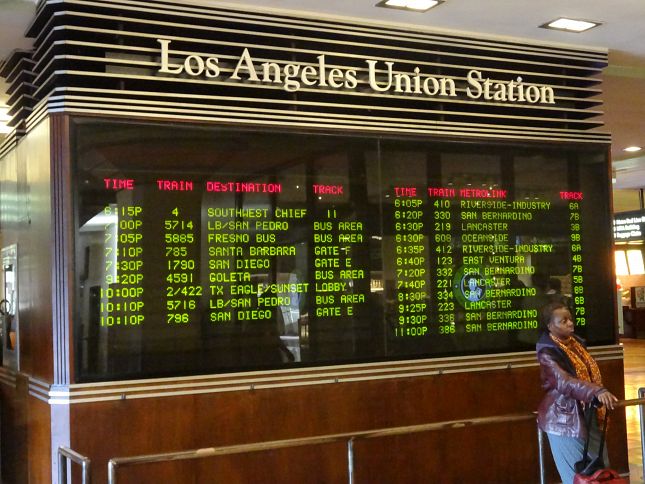 Los Angeles Union Station
TIME TRAIN DESTINATION TRACK
6:15P 4 SOUTHWEST CHIEF 11
7:00P 5714 LB/SAN PEDRO BUS AREA
7:05P 5885 FRESNO BUS BUS AREA
7:10P 785 SANTA BARBARA GATE F
7:30P 1790 SAN DIEGO GATE E
9:20P 4591 GOLETA BUS AREA
10:00P 2/422 TX EAGLE/SUNSET LOBBY
10:10P 5716 LB/SAN PEDRO BUS AREA
10:10P 796 SAN DIEGO GATE E
TIME TRAIN METROLINK TRACK
6:05P 410 RIVERSIDE-INDUSTRY 6A
6:20P 330 SAN BERNARDINO 7B
6:30P 219 LANCASTER 3B
6:30P 608 OCEANSIDE 9B
6:35P 412 RIVERSIDE-INDUSTRY 6A
6:40P 123 EAST VENTURA 4B
7:20P 332 SAN BERNARDINO 7B
7:40P 221 LANCASTER 5B
8:30P 334 SAN BERNARDINO
223 LANCASTER
9:30P 336 SAN BERNARDINO 7B
11:00P 386 SAN BERNARDINO 7B